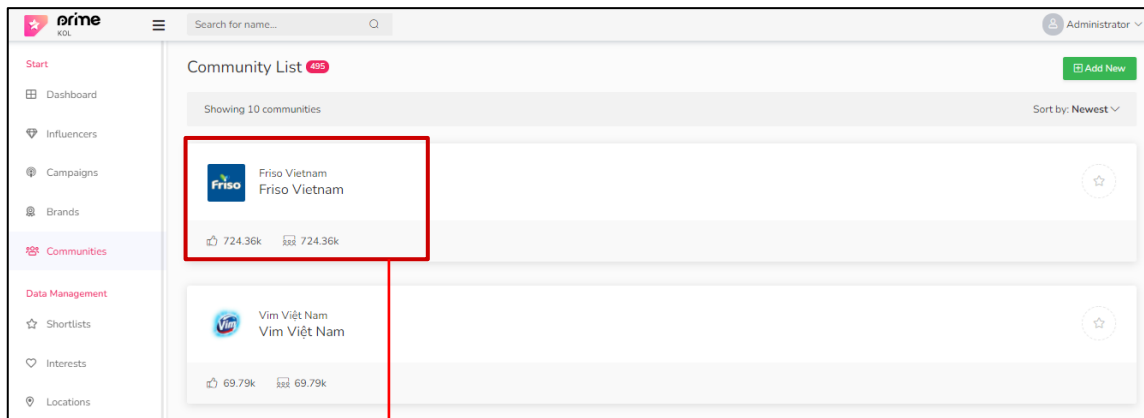 prime
KOL
Search for name...
Administrator
Start
Dashboard
Influencers
Campaigns
Brands
Communities
Data Management
Shortlists
Interests
Locations
Community List 495
Add New
Showing 10 communities
Sort by: Newest
Friso
Friso Vietnam
Friso Vietnam
724.36k 724.36k
Vim
Vim Việt Nam
Vim Việt Nam
69.79k 69.79k